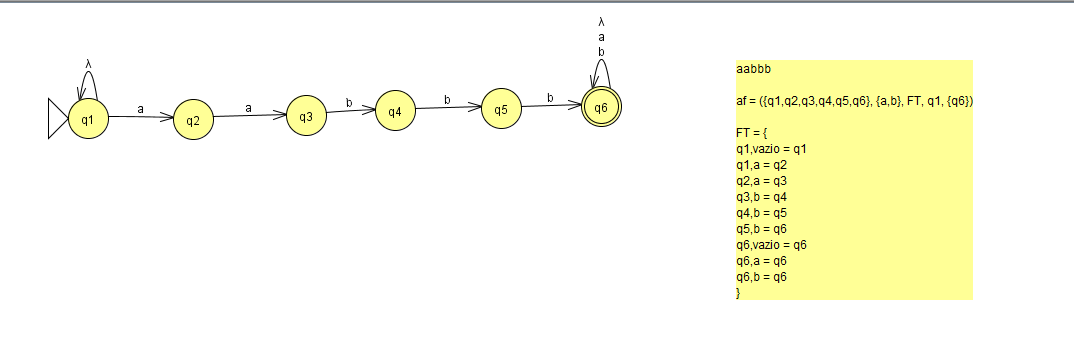 λ
a
b
λ
q1
a
q2
a
q3
b
q4
b
q5
b
q6
aabbb
af = ({q1,q2,q3,q4,q5,q6}, {a,b}, FT, q1, {q6})
FT = {
q1,vazio = q1
q1,a = q2
q2,a = q3
q3,b = q4
q4,b = q5
q5,b = q6
q6,vazio = q6
q6,a = q6
q6,b = q6
}